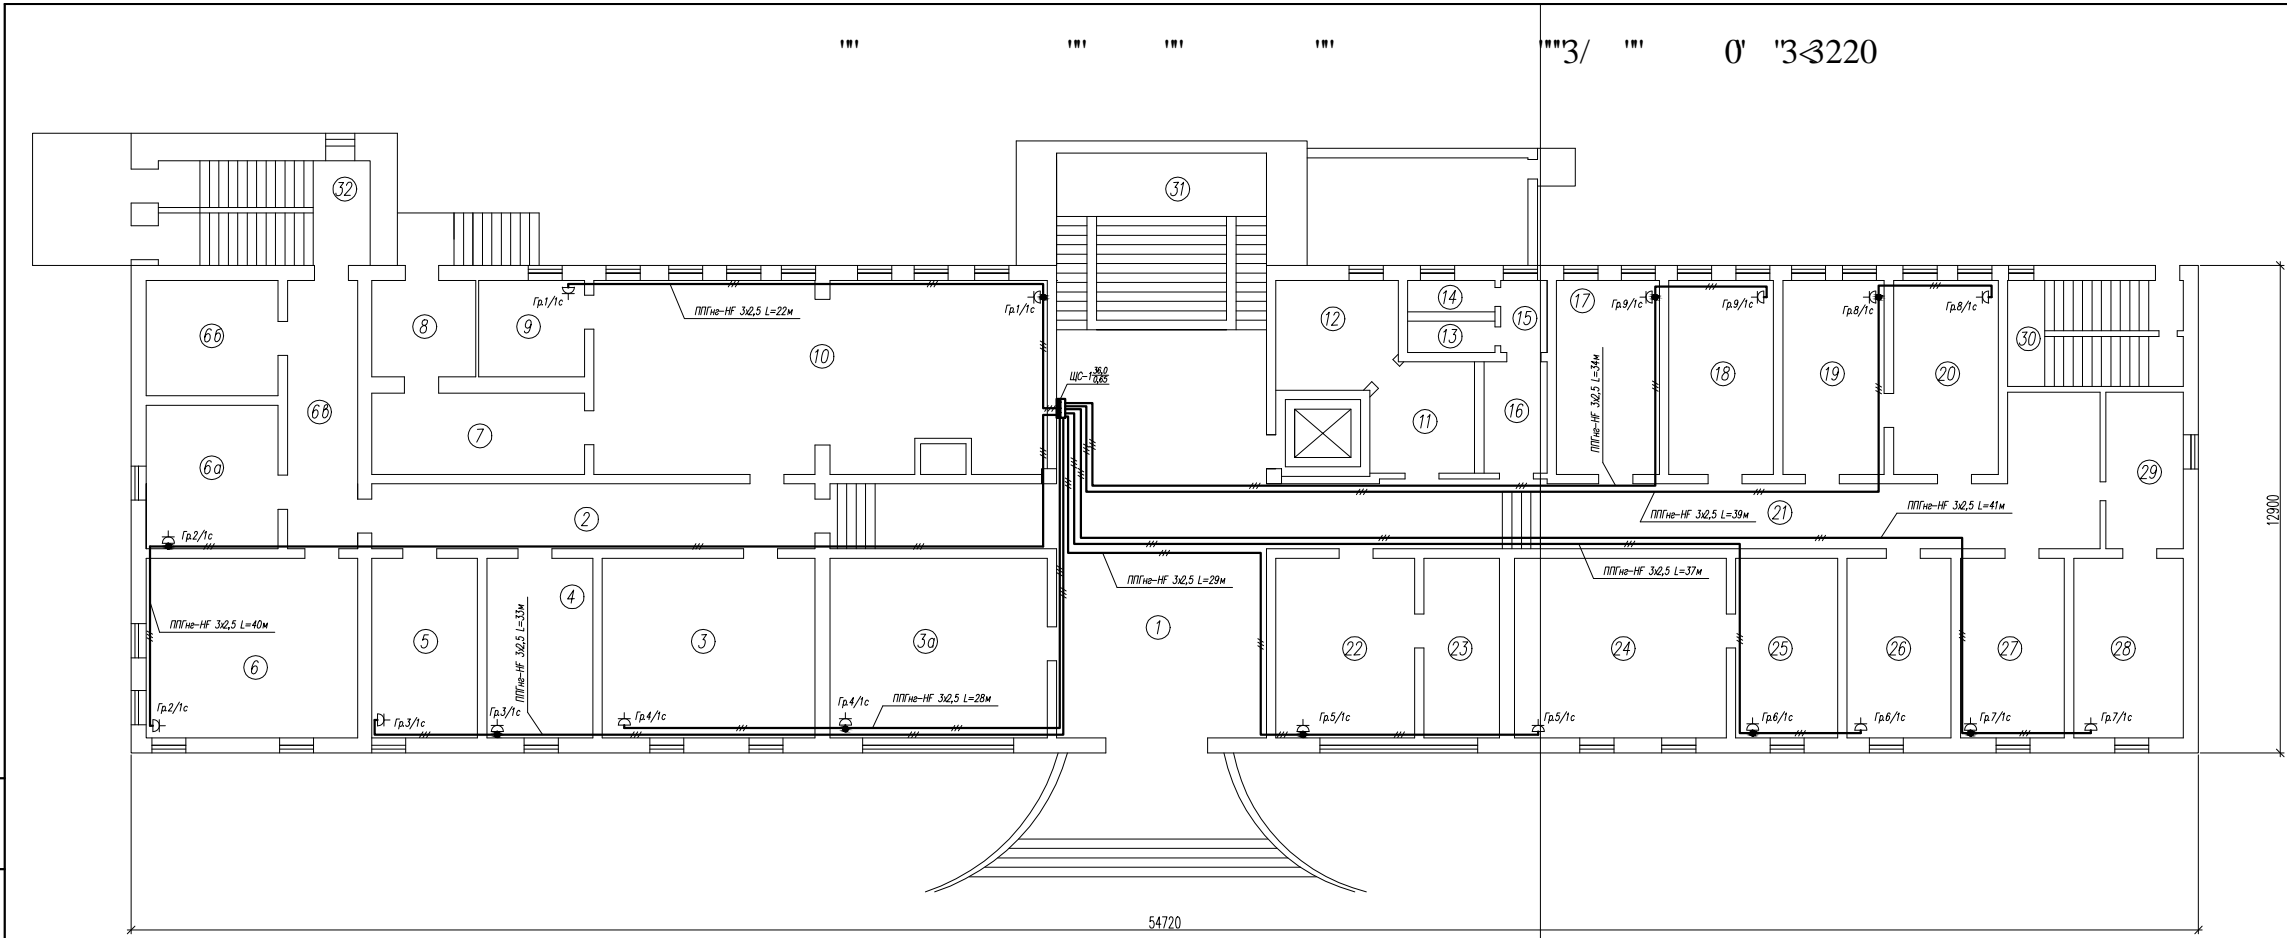 ""' ""' ""' ""' ""'"'3/ ""' 0' "3<3220
32
31
6б
8
9
Гр.1/1с
ППГнг-HF 3х2,5 L=22м
Гр.1/1с
10
12
14
13
15
17
Гр.9/1с
Гр.9/1с
Гр.8/1с
Гр.8/1с
30
18
19
20
ППГнг-HF 3х2,5 L=34м
ЩС-1 36,0
0,65
6в
7
6а
11
16
29
2
21
ППГнг-HF 3х2,5 L=39м
ППГнг-HF 3х2,5 L=41м
12900
Гр.2/1с
ППГнг-HF 3х2,5 L=29м
ППГнг-HF 3х2,5 L=37м
ППГнг-HF 3х2,5 L=40м
4
ППГнг-HF 3х2,5 L=33м
6
5
3
3а
1
22
23
24
25
26
27
28
Гр.2/1с
Гр.3/1с
Гр.3/1с
Гр.4/1с
Гр.4/1с
ППГнг-HF 3х2,5 L=28м
Гр.5/1с
Гр.5/1с
Гр.6/1с
Гр.6/1с
Гр.7/1с
Гр.7/1с
54720